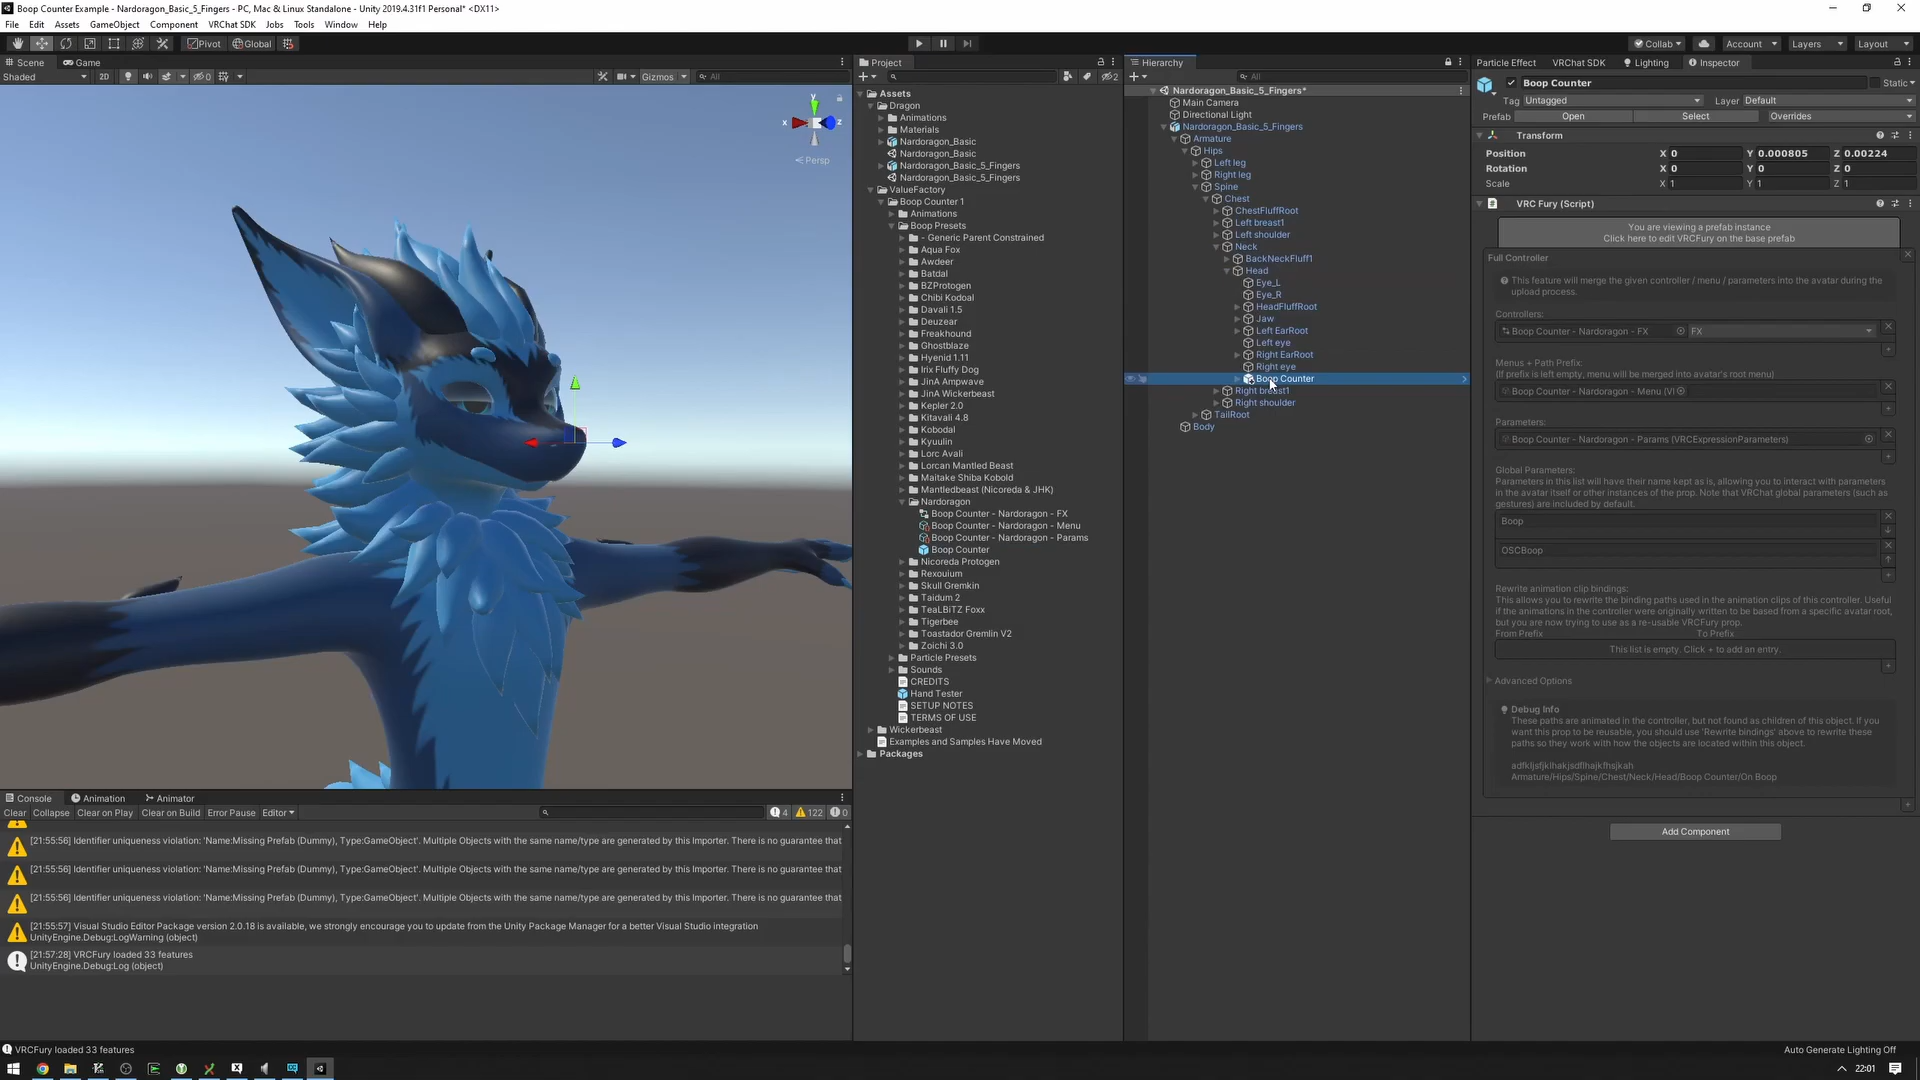 Boop Counter Example - Nardoragon_Basic_5_Fingers - PC, Mac & Linux Standalone - Unity 2019.4.31f1 Personal* <DX11>
File Edit Assets GameObject Component VRChat SDK Jobs Tools Window Help
Pivot Global
Collab Account Layers Layout
Scene Game
Shaded 2D 0 Gizmos All
y
x z
Persp
Project
2
Assets
Dragon
Animations
Materials
Nardoragon_Basic
Nardoragon_Basic
Nardoragon_Basic_5_Fingers
Nardoragon_Basic_5_Fingers
ValueFactory
Boop Counter 1
Animations
Boop Presets
- Generic Parent Constrained
Aqua Fox
Awdeer
Batdal
BZProtogen
Chibi Kodoal
Davali 1.5
Deuzear
Freakhound
Ghostblaze
Hyenid 1.11
Irix Fluffy Dog
JinA Ampwave
JinA Wickerbeast
Kepler 2.0
Kitavali 4.8
Kobodal
Kyuulin
Lorc Avali
Lorcan Mantled Beast
Maitake Shiba Kobold
Mantledbeast (Nicoreda & JHK)
Nardoragon
Boop Counter - Nardoragon - FX
Boop Counter - Nardoragon - Menu
Boop Counter - Nardoragon - Params
Boop Counter
Nicoreda Protogen
Rexouium
Skull Gremkin
Taidum 2
TeaLBiTZ Foxx
Tigerbee
Toastador Gremlin V2
Zoichi 3.0
Particle Presets
Sounds
CREDITS
Hand Tester
SETUP NOTES
TERMS OF USE
Wickerbeast
Examples and Samples Have Moved
Packages
Hierarchy
All
Nardoragon_Basic_5_Fingers*
Main Camera
Directional Light
Nardoragon_Basic_5_Fingers
Armature
Hips
Left leg
Right leg
Spine
Chest
ChestFluffRoot
Left breast1
Left shoulder
Neck
BackNeckFluff1
Head
Eye_L
Eye_R
HeadFluffRoot
Jaw
Left EarRoot
Left eye
Right EarRoot
Right eye
Boop Counter
Right breast1
Right shoulder
TailRoot
Body
Particle Effect VRChat SDK Lighting Inspector
Boop Counter Static
Tag Untagged Layer Default
Prefab Open Select Overrides
Transform
Position X 0 Y 0.000805 Z 0.00224
Rotation X 0 Y 0 Z 0
Scale X 1 Y 1 Z 1
VRC Fury (Script)
You are viewing a prefab instance
Click here to edit VRCFury on the base prefab
Full Controller
This feature will merge the given controller / menu / parameters into the avatar during the
upload process.
Controllers:
Boop Counter - Nardoragon - FX FX
Menus + Path Prefix:
(If prefix is left empty, menu will be merged into avatar's root menu)
Boop Counter - Nardoragon - Menu (VI
Parameters:
Boop Counter - Nardoragon - Params (VRCExpressionParameters)
Global Parameters:
Parameters in this list will have their name kept as is, allowing you to interact with parameters
in the avatar itself or other instances of the prop. Note that VRChat global parameters (such as
gestures) are included by default.
Boop
OSCBoop
Rewrite animation clip bindings:
This allows you to rewrite the binding paths used in the animation clips of this controller. Useful
if the animations in the controller were originally written to be based from a specific avatar root,
but you are now trying to use as a re-usable VRCFury prop.
From Prefix To Prefix
This list is empty. Click + to add an entry.
Advanced Options
Debug Info
These paths are animated in the controller, but not found as children of this object. If you
want this prop to be reusable, you should use 'Rewrite bindings' above to rewrite these
paths so they work with how the objects are located within this object.
adfkljsfjklhakjsdflhajkfhsjkah
Armature/Hips/Spine/Chest/Neck/Head/Boop Counter/On Boop
Add Component
Console Animation Animator
Clear Collapse Clear on Play Clear on Build Error Pause Editor 4 122 0
[21:55:56] Identifier uniqueness violation: 'Name:Missing Prefab (Dummy), Type:GameObject'. Multiple Objects with the same name/type are generated by this Importer. There is no guarantee that
[21:55:56] Identifier uniqueness violation: 'Name:Missing Prefab (Dummy), Type:GameObject'. Multiple Objects with the same name/type are generated by this Importer. There is no guarantee that
[21:55:56] Identifier uniqueness violation: 'Name:Missing Prefab (Dummy), Type:GameObject'. Multiple Objects with the same name/type are generated by this Importer. There is no guarantee that
[21:55:57] Visual Studio Editor Package version 2.0.18 is available, we strongly encourage you to update from the Unity Package Manager for a better Visual Studio integration
UnityEngine.Debug:LogWarning (object)
[21:57:28] VRCFury loaded 33 features
UnityEngine.Debug:Log (object)
VRCFury loaded 33 features
Auto Generate Lighting Off
22:01